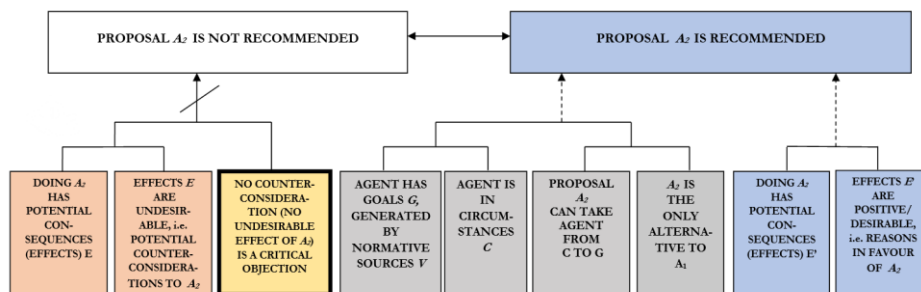 PROPOSAL A₂ IS NOT RECOMMENDED
PROPOSAL A₂ IS RECOMMENDED
DOING A₂
HAS
POTENTIAL
CON-
SEQUENCES
(EFFECTS) E
EFFECTS E
ARE
UNDESIR-
ABLE, i.e.
POTENTIAL
COUNTER-
CONSIDERA-
TIONS TO A₂
NO COUNTER-
CONSIDERATION (NO
UNDESIRABLE
EFFECT OF A₂)
IS A CRITICAL
OBJECTION
AGENT HAS
GOALS G,
GENERATED
BY
NORMATIVE
SOURCES V
AGENT IS
IN
CIRCUM-
STANCES
C
PROPOSAL
A₂
CAN TAKE
AGENT
FROM
C TO G
A₂ IS
THE
ONLY
ALTERNA-
TIVE TO
A₁
DOING A₂
HAS
POTENTIAL
CON-
SEQUENCES
(EFFECTS) E'
EFFECTS E'
ARE
POSITIVE/
DESIRABLE,
i.e. REASONS
IN FAVOUR
OF A₂